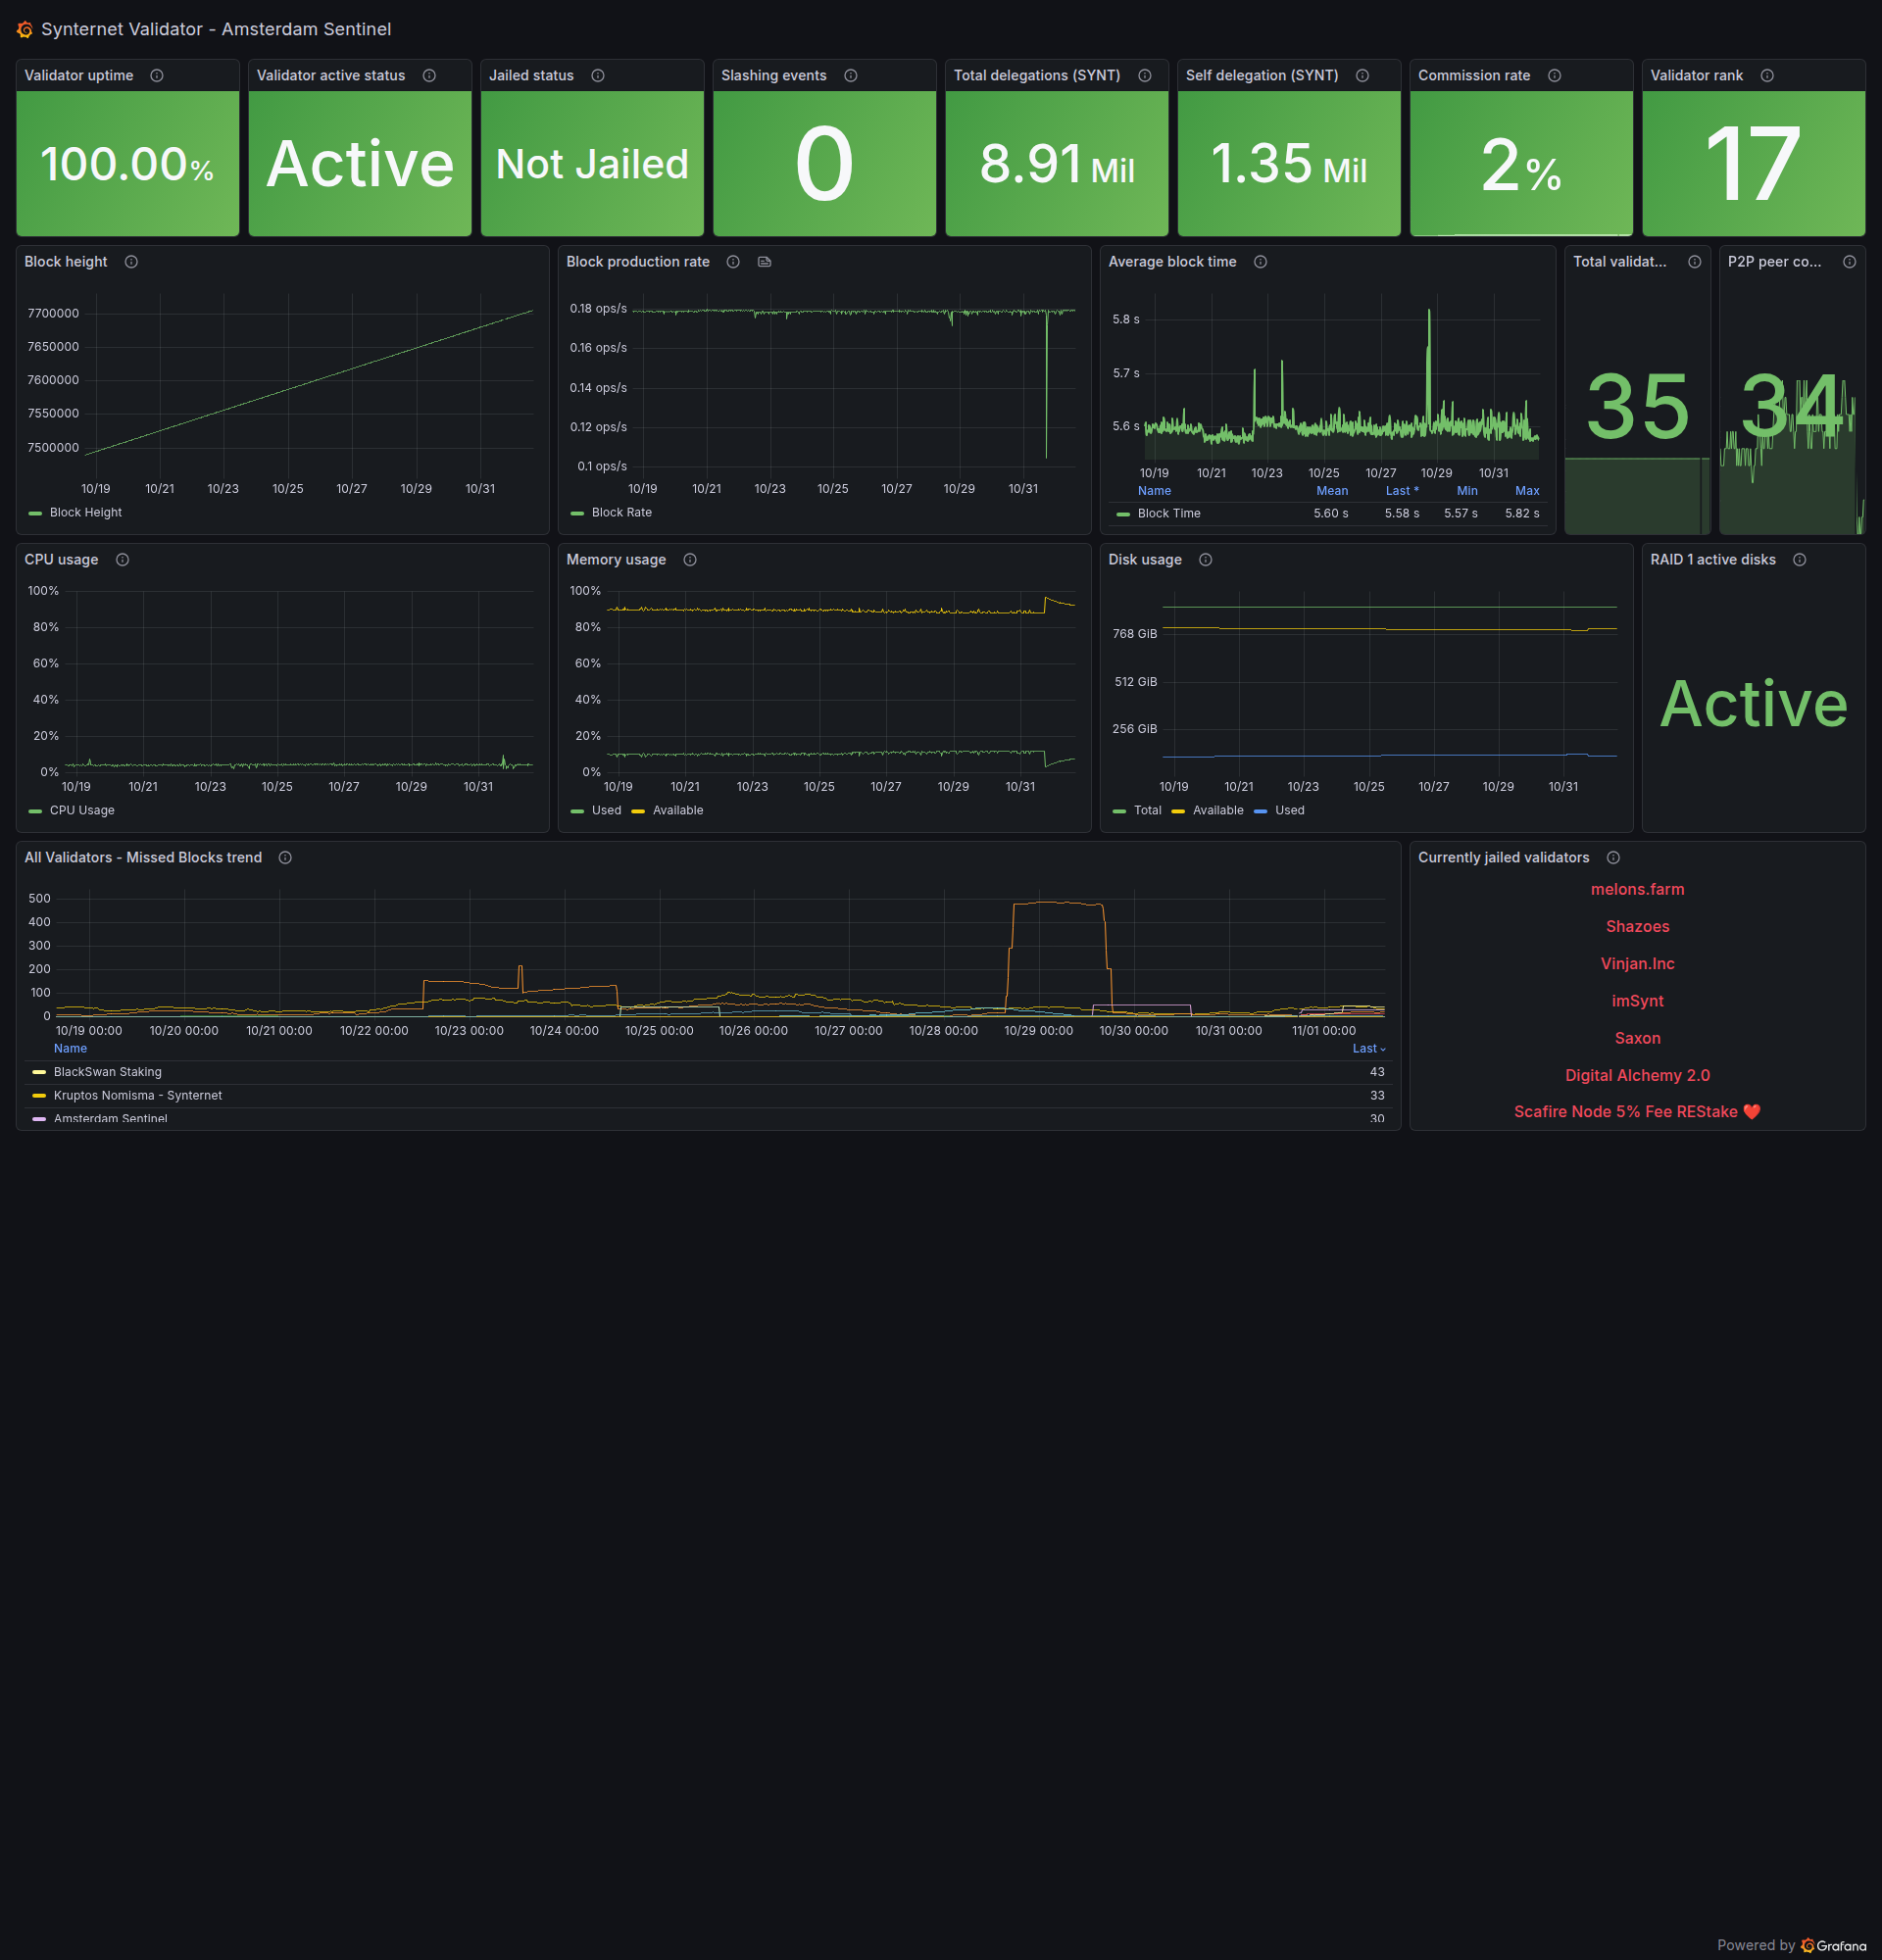 Synternet Validator - Amsterdam Sentinel
Validator uptime
100.00%
Validator active status
Active
Jailed status
Not Jailed
Slashing events
0
Total delegations (SYNT)
8.91 Mil
Self delegation (SYNT)
1.35 Mil
Commission rate
2%
Validator rank
17
Block height
7700000
7650000
7600000
7550000
7500000
10/19 10/21 10/23 10/25 10/27 10/29 10/31
Block Height
Block production rate
0.18 ops/s
0.16 ops/s
0.14 ops/s
0.12 ops/s
0.1 ops/s
10/19 10/21 10/23 10/25 10/27 10/29 10/31
Block Rate
Average block time
5.8 s
5.7 s
5.6 s
10/19 10/21 10/23 10/25 10/27 10/29 10/31
Name Mean Last * Min Max
Block Time 5.60 s 5.58 s 5.57 s 5.82 s
Total validat...
35
P2P peer co...
34
CPU usage
100%
80%
60%
40%
20%
0%
10/19 10/21 10/23 10/25 10/27 10/29 10/31
CPU Usage
Memory usage
100%
80%
60%
40%
20%
0%
10/19 10/21 10/23 10/25 10/27 10/29 10/31
Used Available
Disk usage
768 GiB
512 GiB
256 GiB
10/19 10/21 10/23 10/25 10/27 10/29 10/31
Total Available Used
RAID 1 active disks
Active
All Validators - Missed Blocks trend
500
400
300
200
100
0
10/19 00:00 10/20 00:00 10/21 00:00 10/22 00:00 10/23 00:00 10/24 00:00 10/25 00:00 10/26 00:00 10/27 00:00 10/28 00:00 10/29 00:00 10/30 00:00 10/31 00:00 11/01 00:00
Name Last
BlackSwan Staking 43
Kruptos Nomisma - Synternet 33
Amsterdam Sentinel 30
Currently jailed validators
melons.farm
Shazoes
Vinjan.Inc
imSynt
Saxon
Digital Alchemy 2.0
Scafire Node 5% Fee REStake ❤️
Powered by Grafana